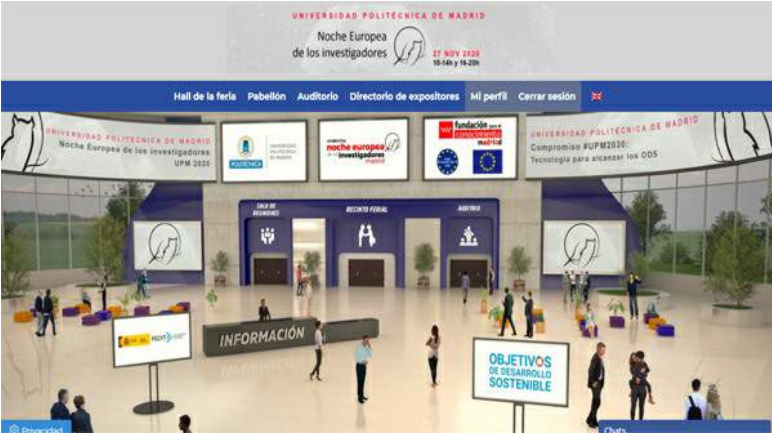 UNIVERSIDAD POLITÉCNICA DE MADRID
Noche Europea
de los investigadores
27 NOV 2020
10-14h y 16-20h
Hall de la feria Pabellón Auditorio Directorio de expositores Mi perfil Cerrar sesión
UNIVERSIDAD POLITÉCNICA DE MADRID
Noche Europea de los investigadores
UPM 2020
POLITÉCNICA
UNIVERSIDAD
POLITÉCNICA
DE MADRID
noche europea
de los investigadores
madrid
fundación para el
conocimiento
madrid
UNIVERSIDAD POLITÉCNICA DE MADRID
Compromiso #UPM2030:
Tecnología para alcanzar los ODS
SALA DE
REUNIONES
RECINTO FERIAL
AUDITRIO
INFORMACIÓN
FECYT
OBJETIVOS
DE DESARROLLO
SOSTENIBLE
Privacidad
Chats